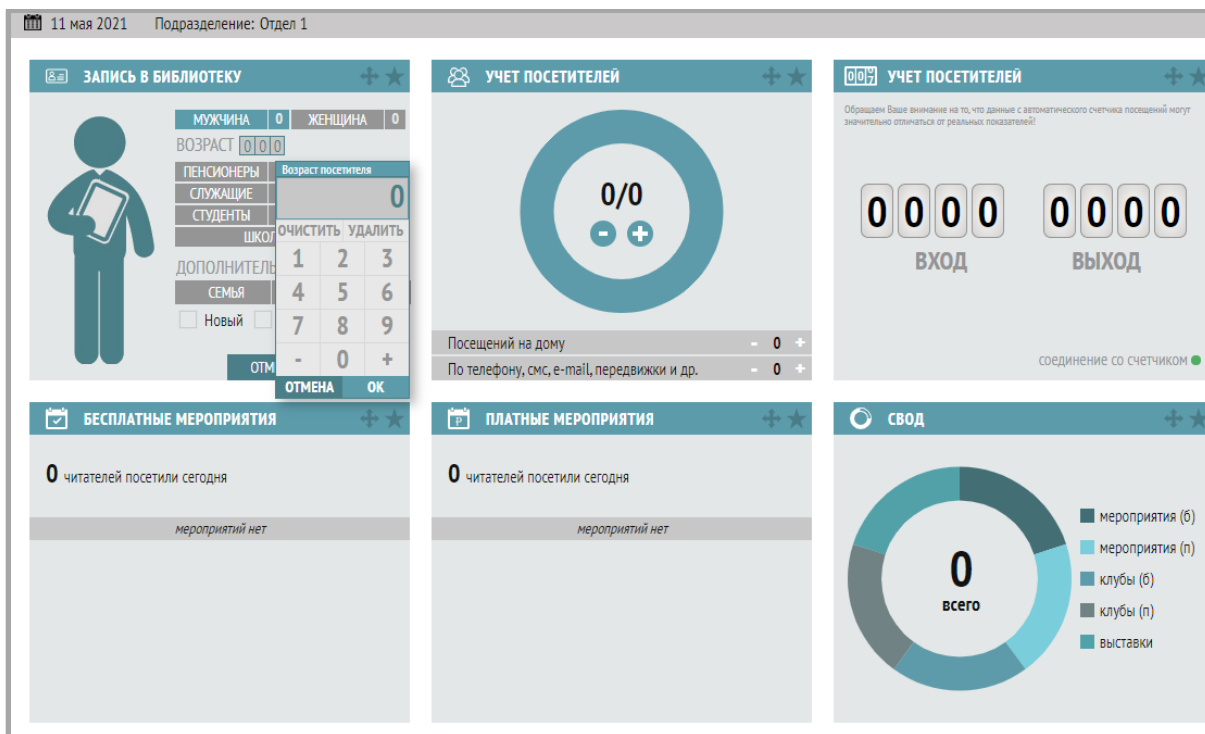 11 мая 2021 Подразделение: Отдел 1
ЗАПИСЬ В БИБЛИОТЕКУ
МУЖЧИНА 0 ЖЕНЩИНА 0
ВОЗРАСТ 0 0 0
ПЕНСИОНЕРЫ
СЛУЖАЩИЕ
СТУДЕНТЫ
ШКОЛ
ДОПОЛНИТЕЛЬ
СЕМЬЯ
Новый
ОТМ
Возраст посетителя
0
ОЧИСТИТЬ УДАЛИТЬ
1 2 3
4 5 6
7 8 9
- 0 +
ОТМЕНА ОК
УЧЕТ ПОСЕТИТЕЛЕЙ
0/0
- +
Посещений на дому - 0 +
По телефону, смс, e-mail, передвижки и др. - 0 +
007 УЧЕТ ПОСЕТИТЕЛЕЙ
Обращаем Ваше внимание на то, что данные с автоматического счетчика посещений могут
значительно отличаться от реальных показателей!
0 0 0 0 0 0 0 0
ВХОД ВЫХОД
соединение со счетчиком
БЕСПЛАТНЫЕ МЕРОПРИЯТИЯ
0 читателей посетили сегодня
мероприятий нет
Р ПЛАТНЫЕ МЕРОПРИЯТИЯ
0 читателей посетили сегодня
мероприятий нет
СВОД
0
всего
мероприятия (б)
мероприятия (п)
клубы (б)
клубы (п)
выставки